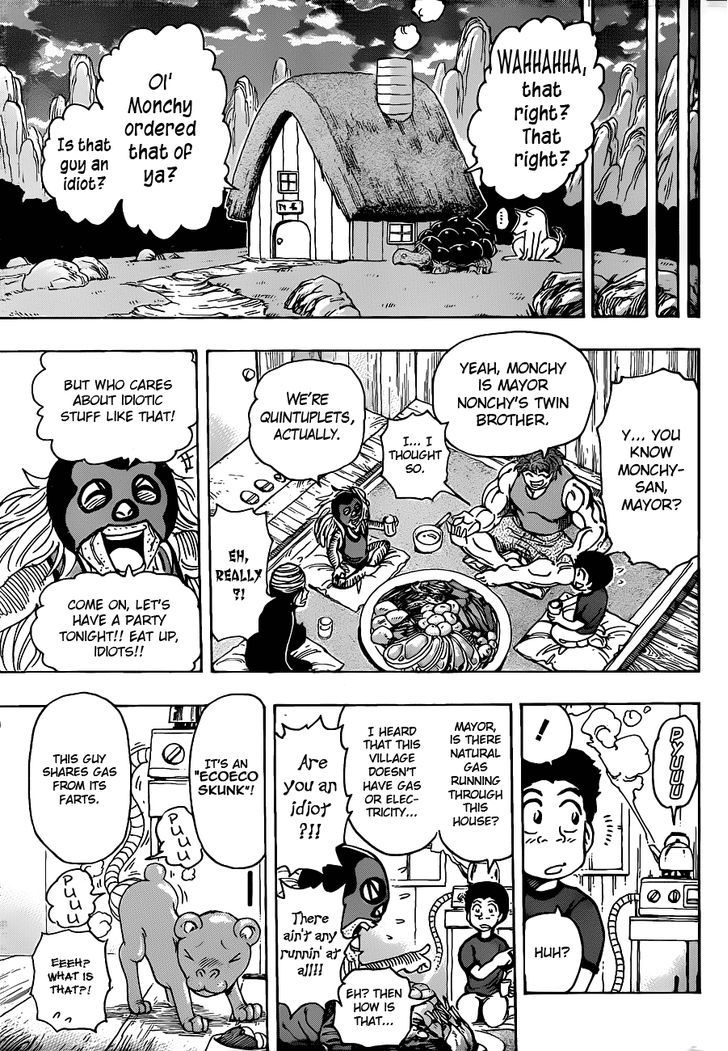 WAHHAHHA,
that
right?
That
right?
Ol'
Monchy
ordered
that of
ya?
Is that
guy an
idiot?
...
Y... YOU
KNOW
MONCHY-
SAN,
MAYOR?
YEAH, MONCHY
IS MAYOR
NONCHY'S TWIN
BROTHER.
I... I
THOUGHT
SO.
WE'RE
QUINTUPLETS,
ACTUALLY.
EH,
REALLY
?!
BUT WHO CARES
ABOUT IDIOTIC
STUFF LIKE THAT!
COME ON, LET'S
HAVE A PARTY
TONIGHT!! EAT UP,
IDIOTS!!
PYUUU
!
HUH?
MAYOR,
IS THERE
NATURAL
GAS
RUNNING
THROUGH
THIS
HOUSE?
I HEARD
THAT THIS
VILLAGE
DOESN'T
HAVE GAS
OR ELEC-
TRICITY...
Are
you an
idiot
?!!
There
ain't any
runnin' at
all!!!
EH? THEN
HOW IS
THAT...
IT'S AN
"ECOECO
SKUNK"!
THIS GUY
SHARES GAS
FROM ITS
FARTS.
PUUU
PUUU
EEEH?
WHAT IS
THAT?!